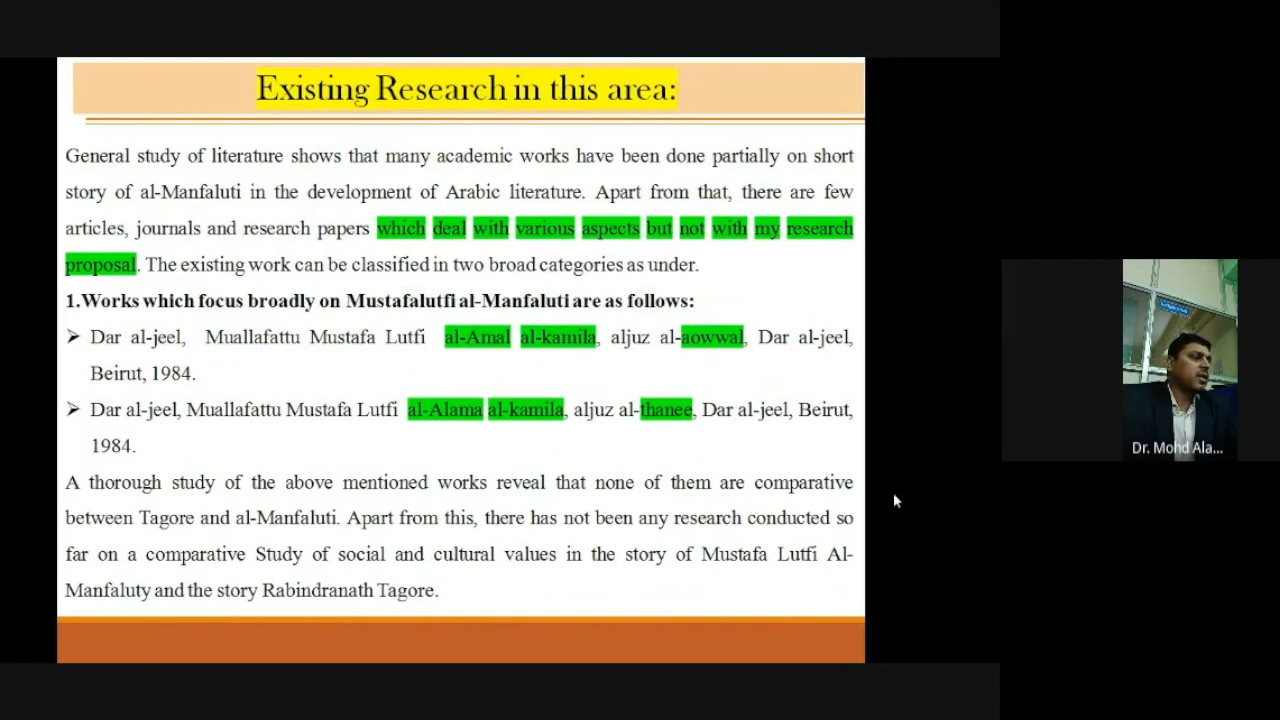 Existing Research in this area:
General study of literature shows that many academic works have been done partially on short
story of al-Manfaluti in the development of Arabic literature. Apart from that, there are few
articles, journals and research papers which deal with various aspects but not with my research
proposal. The existing work can be classified in two broad categories as under.
1.Works which focus broadly on Mustafalutfi al-Manfaluti are as follows:
➢ Dar al-jeel, Muallafattu Mustafa Lutfi al-Amal al-kamila, aljuz al-aowwal, Dar al-jeel,
Beirut, 1984.
➢ Dar al-jeel, Muallafattu Mustafa Lutfi al-Alama al-kamila, aljuz al-thanee, Dar al-jeel, Beirut,
1984.
A thorough study of the above mentioned works reveal that none of them are comparative
between Tagore and al-Manfaluti. Apart from this, there has not been any research conducted so
far on a comparative Study of social and cultural values in the story of Mustafa Lutfi Al-
Manfaluty and the story Rabindranath Tagore.
Dr. Mohd Ala...